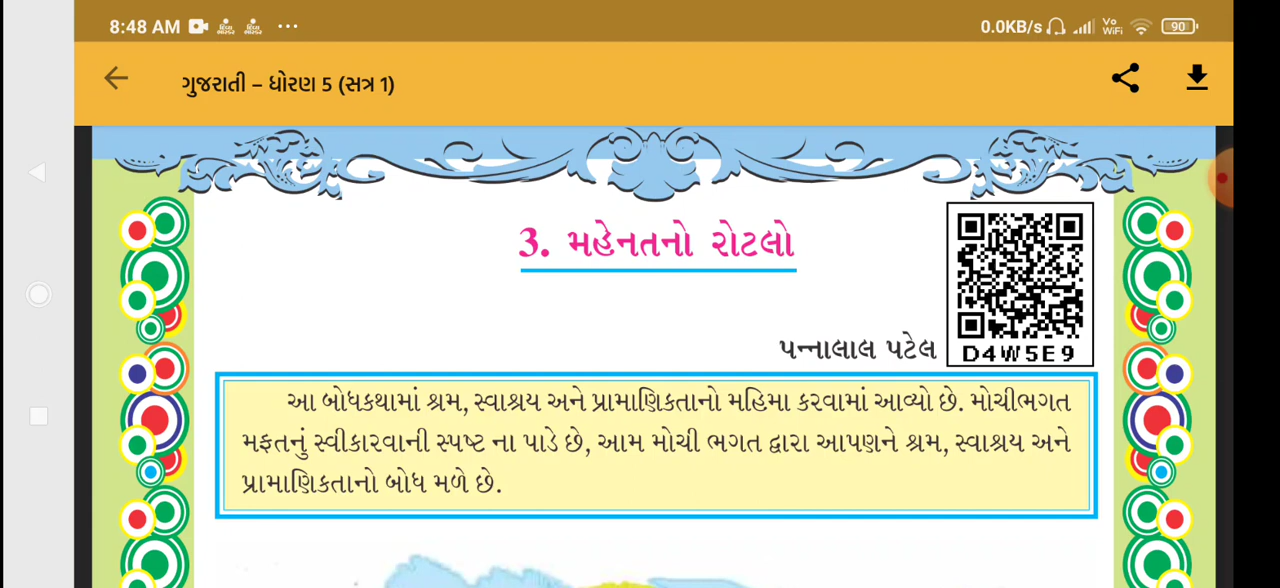 8:48 AM
0.0KB/s Vo WiFi 90
ગુજરાતી – ધોરણ 5 (સત્ર 1)
3. મહેનતનો રોટલો
પન્નાલાલ પટેલ
D4W5E9
આ બોધકથામાં શ્રમ, સ્વાશ્રય અને પ્રામાણિકતાનો મહિમા કરવામાં આવ્યો છે. મોચીભગત
મફતનું સ્વીકારવાની સ્પષ્ટ ના પાડે છે, આમ મોચી ભગત દ્વારા આપણને શ્રમ, સ્વાશ્રય અને
પ્રામાણિકતાનો બોધ મળે છે.